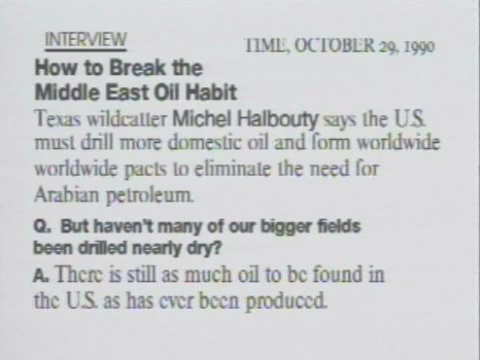 INTERVIEW
TIME, OCTOBER 29, 1990
How to Break the
Middle East Oil Habit
Texas wildcatter Michel Halbouty says the U.S.
must drill more domestic oil and form worldwide
worldwide pacts to eliminate the need for
Arabian petroleum.
Q. But haven't many of our bigger fields
been drilled nearly dry?
A. There is still as much oil to be found in
the U.S. as has ever been produced.